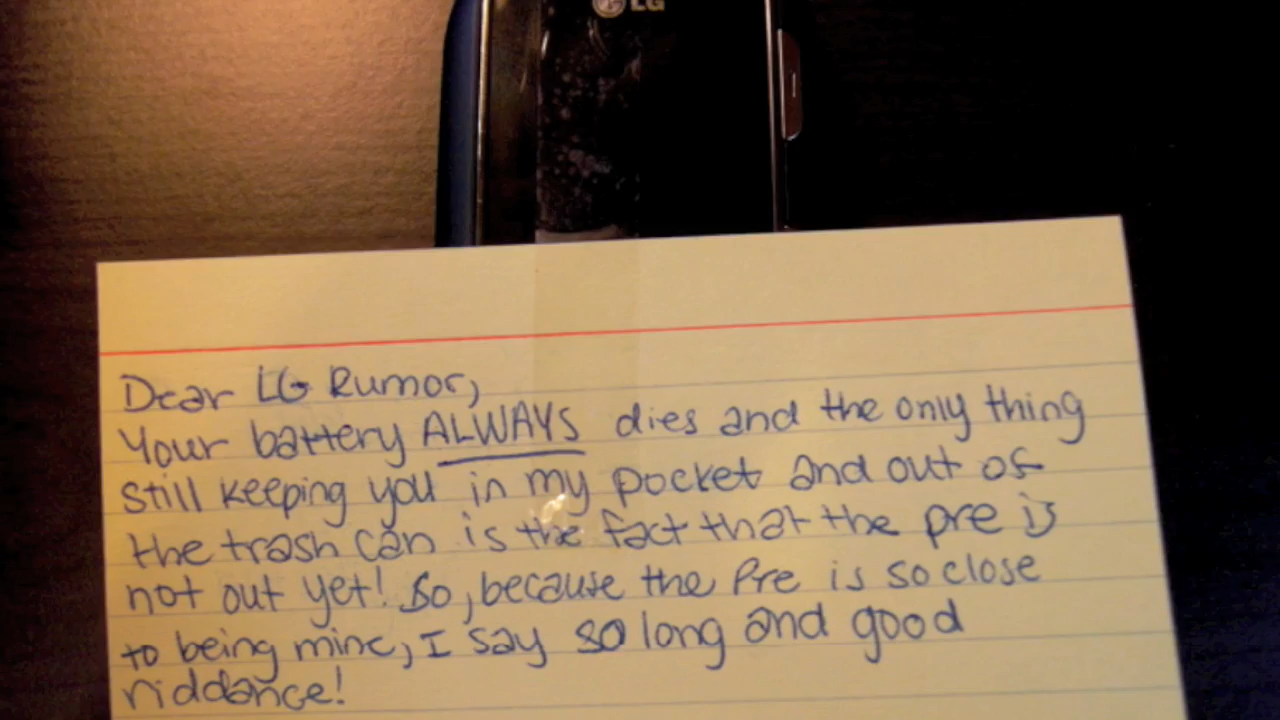 LG
Dear LG Rumor,
Your battery ALWAYS dies and the only thing
still keeping you in my pocket and out of
the trash can is the fact that the pre is
not out yet! So, because the Pre is so close
to being mine, I say so long and good
riddance!